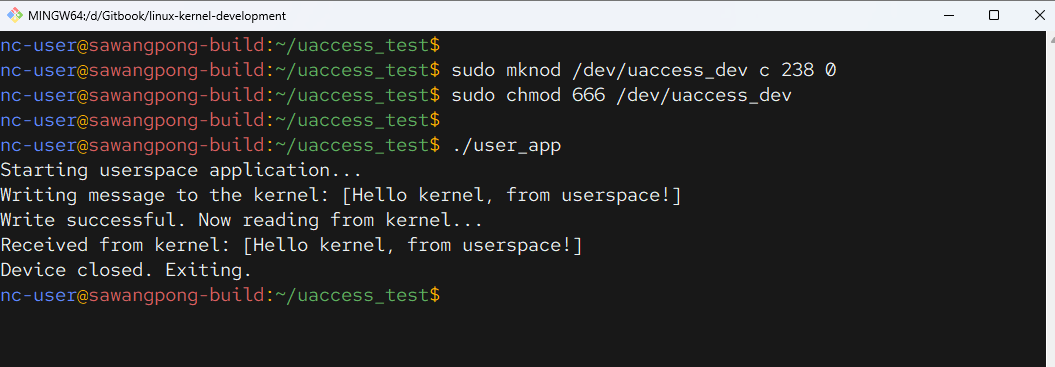 MINGW64:/d/Gitbook/linux-kernel-development
nc-user@sawangpong-build:~/uaccess_test$
nc-user@sawangpong-build:~/uaccess_test$ sudo mknod /dev/uaccess_dev c 238 0
nc-user@sawangpong-build:~/uaccess_test$ sudo chmod 666 /dev/uaccess_dev
nc-user@sawangpong-build:~/uaccess_test$
nc-user@sawangpong-build:~/uaccess_test$ ./user_app
Starting userspace application...
Writing message to the kernel: [Hello kernel, from userspace!]
Write successful. Now reading from kernel...
Received from kernel: [Hello kernel, from userspace!]
Device closed. Exiting.
nc-user@sawangpong-build:~/uaccess_test$